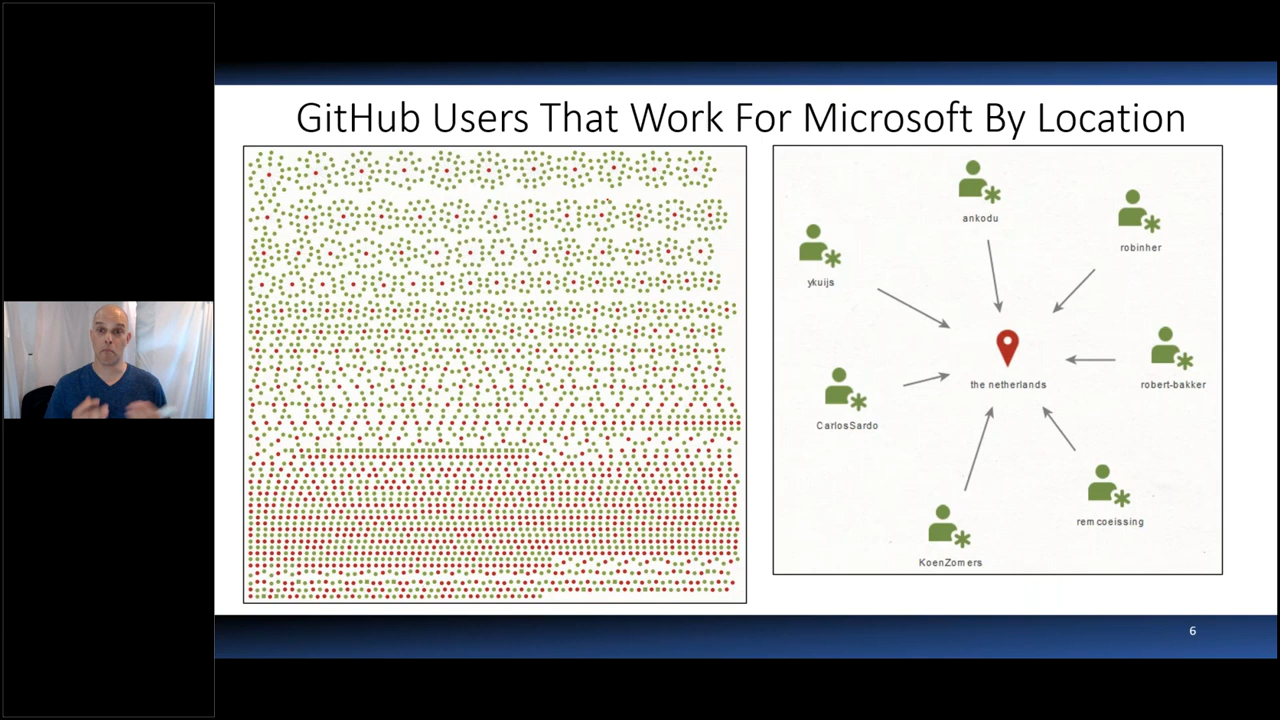 GitHub Users That Work For Microsoft By Location
ankodu
robinher
ykuijs
the netherlands
robert-bakker
CarlosSardo
remcoeissing
KoenZomers
6